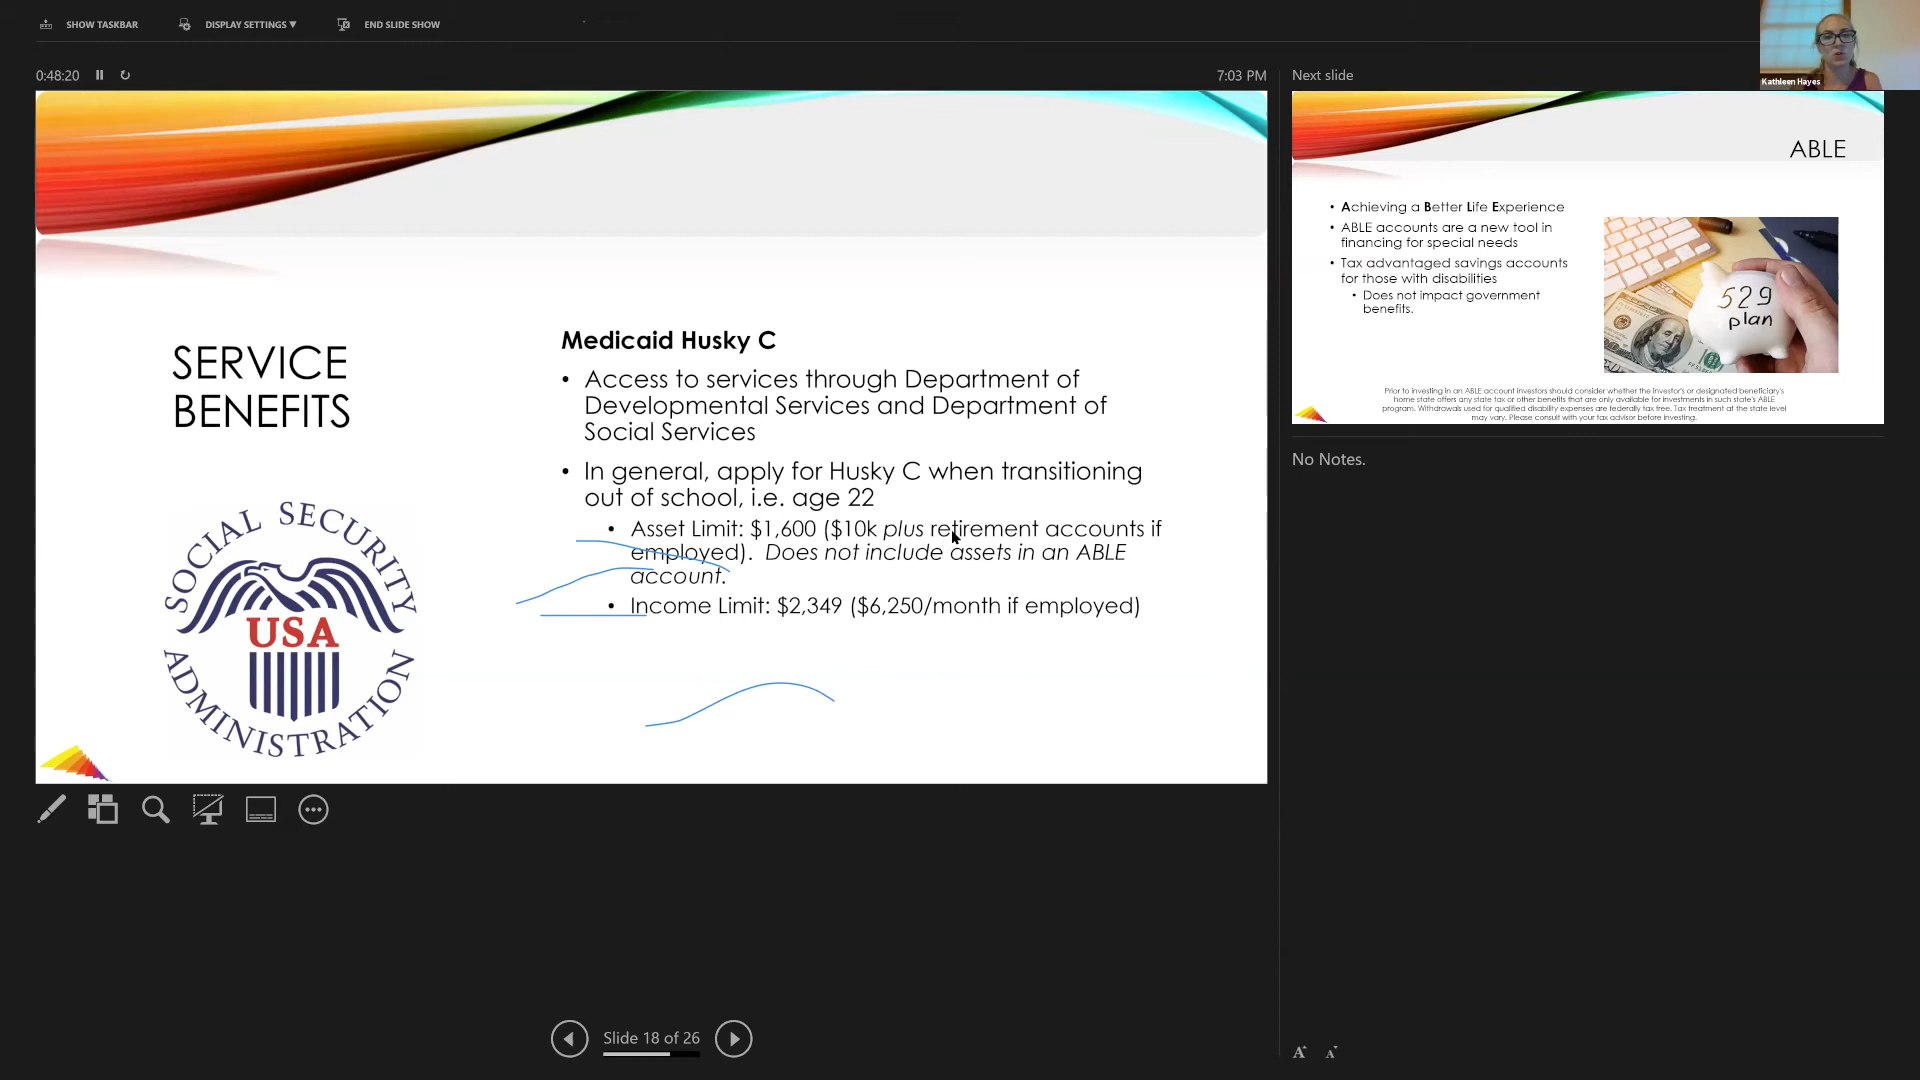 SHOW TASKBAR
DISPLAY SETTINGS ▼
END SLIDE SHOW
Kathleen Hayes
0:48:20
7:03 PM
SERVICE
BENEFITS
SOCIAL SECURITY
USA
ADMINISTRATION
Medicaid Husky C
• Access to services through Department of
Developmental Services and Department of
Social Services
• In general, apply for Husky C when transitioning
out of school, i.e. age 22
• Asset Limit: $1,600 ($10k plus retirement accounts if
employed). Does not include assets in an ABLE
account.
• Income Limit: $2,349 ($6,250/month if employed)
Next slide
ABLE
• Achieving a Better Life Experience
• ABLE accounts are a new tool in
financing for special needs
• Tax advantaged savings accounts
for those with disabilities
• Does not impact government
benefits.
529
plan
Prior to investing in an ABLE account investors should consider whether the investor's or designated beneficiary's
home state offers any state tax or other benefits that are only available for investments in such state's ABLE
program. Withdrawals used for qualified disability expenses are federally tax free. Tax treatment at the state level
may vary. Please consult with your tax advisor before investing.
No Notes.
Slide 18 of 26
A A